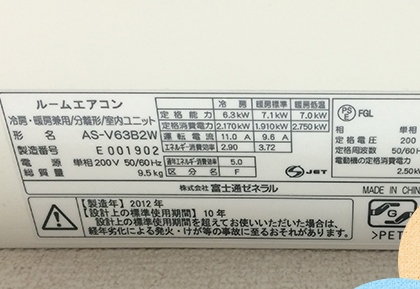 ルームエアコン
冷房・暖房兼用/分離形/室内ユニット
形名 AS-V63B2W
製造番号 E 001902
電源 単相200V 50/60Hz
総質量 9.5kg
冷房 暖房標準 暖房低温
定格能力 6.3kW 7.1kW 7.0kW
定格消費電力 2.170kW 1.910kW 2.750kW
運転電流 11.0 A 9.6 A
エネルギー消費効率 2.90 3.72
通年エネルギー消費効率 5.0
区分 F
JET
PS E FGL
相 単相
定格電圧 200
定格周波数 50/60H
電動機の定格消費電力
2.50k
株式会社 富士通ゼネラル
MADE IN CHIN
【製造年】2012年
【設計上の標準使用期間】10年
設計上の標準使用期間を超えてお使いいただいた場合は、
経年劣化による発火・けが等の事故に至るおそれがあります。
>PET